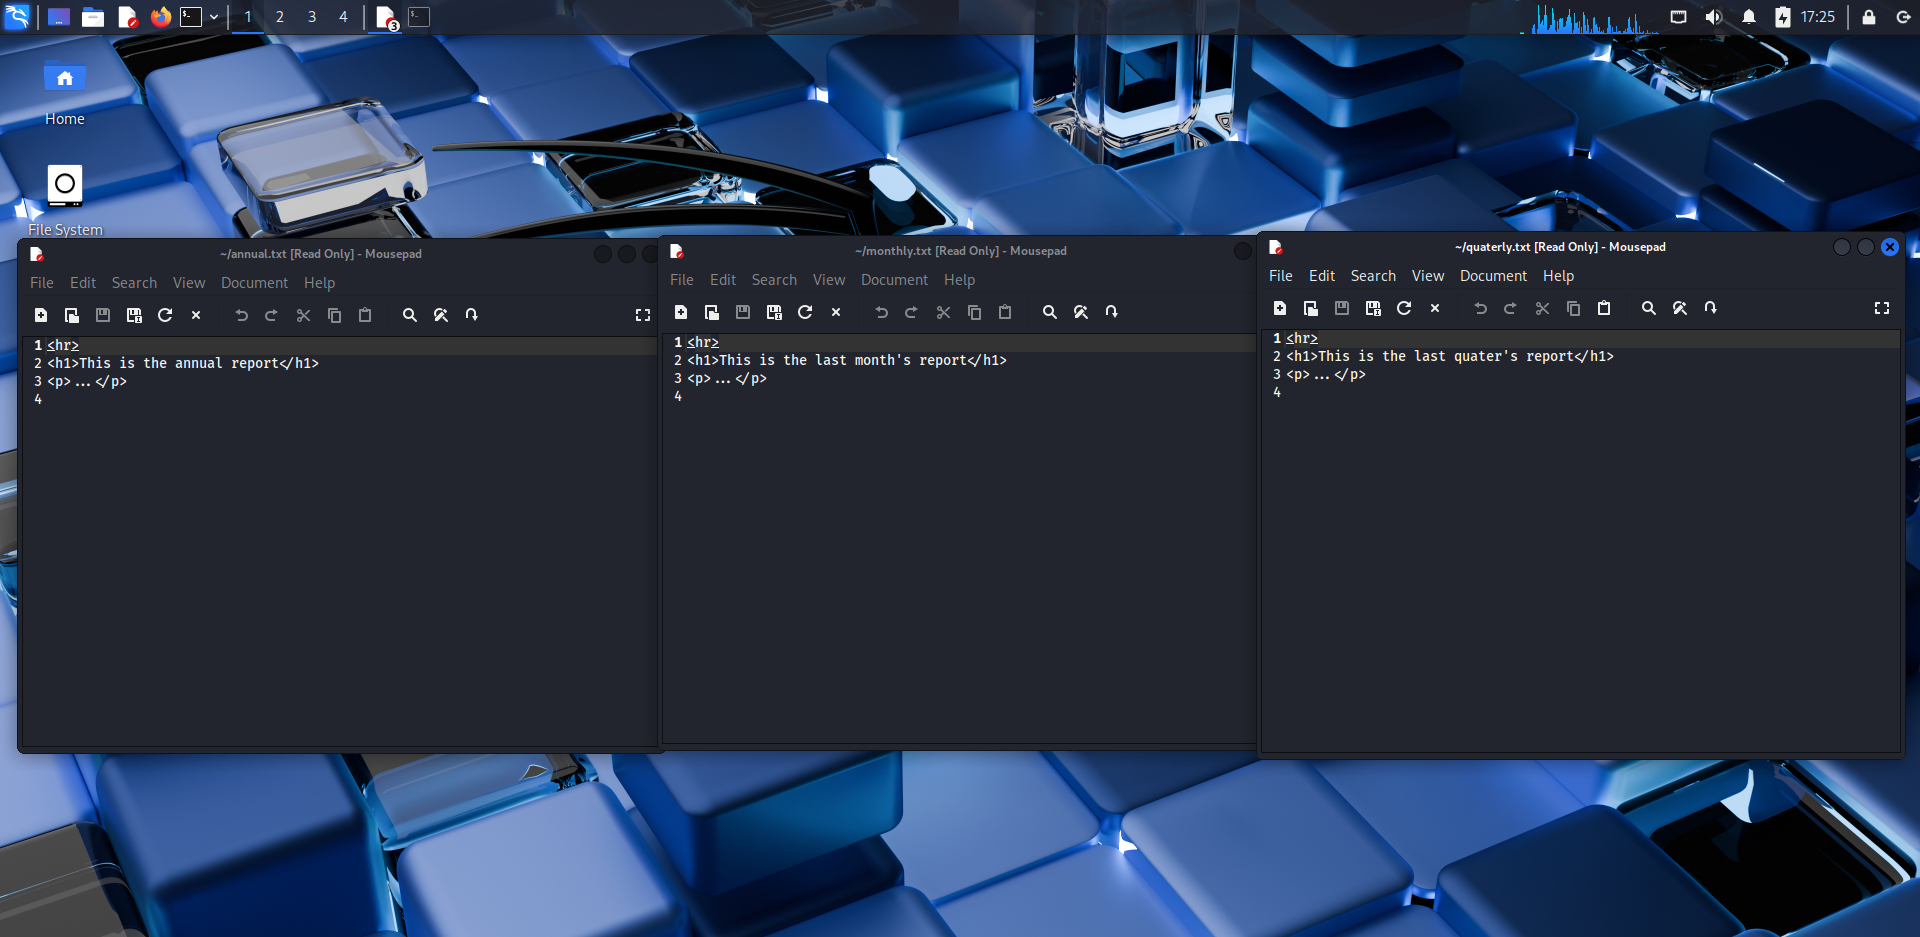 1 2 3 4
3
17:25
Home
File System
~/annual.txt [Read Only] - Mousepad
File Edit Search View Document Help
1 <hr>
2 <h1>This is the annual report</h1>
3 <p>...</p>
4
~/monthly.txt [Read Only] - Mousepad
File Edit Search View Document Help
1 <hr>
2 <h1>This is the last month's report</h1>
3 <p>...</p>
4
~/quaterly.txt [Read Only] - Mousepad
File Edit Search View Document Help
1 <hr>
2 <h1>This is the last quater's report</h1>
3 <p>...</p>
4